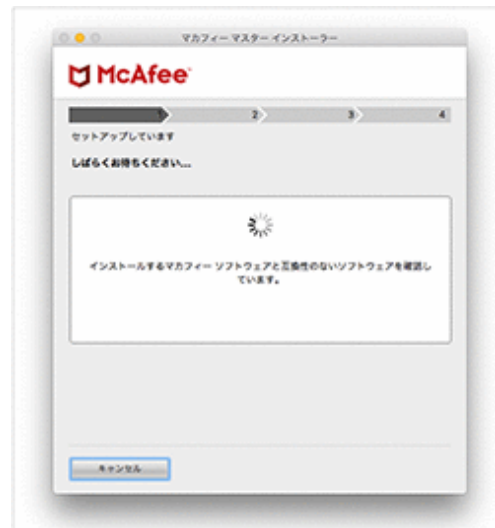 マカフィー マスター インストーラー
McAfee
1 2 3 4
セットアップしています
しばらくお待ちください...
インストールするマカフィー ソフトウェアと互換性のないソフトウェアを確認し
ています。
キャンセル